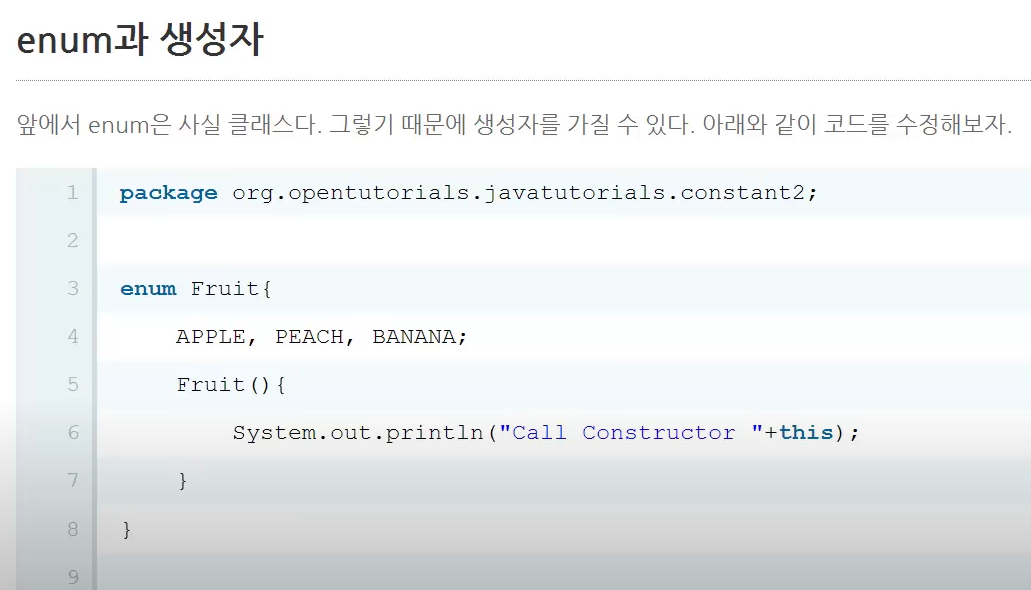 enum과 생성자
앞에서 enum은 사실 클래스다. 그렇기 때문에 생성자를 가질 수 있다. 아래와 같이 코드를 수정해보자.
1 package org.opentutorials.javatutorials.constant2;
2
3 enum Fruit{
4 APPLE, PEACH, BANANA;
5 Fruit(){
6 System.out.println("Call Constructor "+this);
7 }
8 }
9